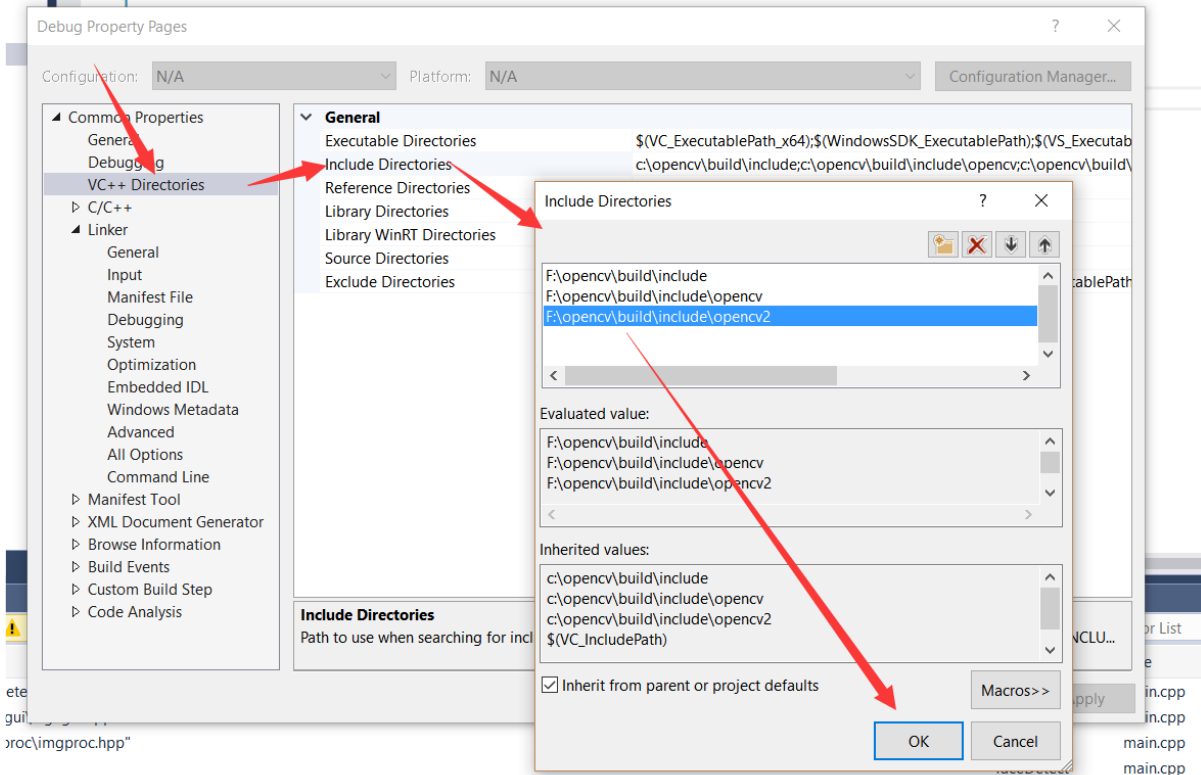 Debug Property Pages
Configuration: N/A Platform: N/A Configuration Manager...
Common Properties
General
Debugging
VC++ Directories
C/C++
Linker
General
Input
Manifest File
Debugging
System
Optimization
Embedded IDL
Windows Metadata
Advanced
All Options
Command Line
Manifest Tool
XML Document Generator
Browse Information
Build Events
Custom Build Step
Code Analysis
General
Executable Directories $(VC_ExecutablePath_x64);$(WindowsSDK_ExecutablePath);$(VS_Executab
Include Directories c:\opencv\build\include;c:\opencv\build\include\opencv;c:\opencv\build\
Reference Directories
Library Directories
Library WinRT Directories
Source Directories
Exclude Directories
Include Directories
Path to use when searching for incl
NCLU...
Apply
Include Directories
F:\opencv\build\include
F:\opencv\build\include\opencv
F:\opencv\build\include\opencv2
Evaluated value:
F:\opencv\build\include
F:\opencv\build\include\opencv
F:\opencv\build\include\opencv2
Inherited values:
c:\opencv\build\include
c:\opencv\build\include\opencv
c:\opencv\build\include\opencv2
$(VC_IncludePath)
Inherit from parent or project defaults
Macros>>
OK Cancel
or List
in.cpp
in.cpp
proc\imgproc.hpp" main.cpp
main.cpp